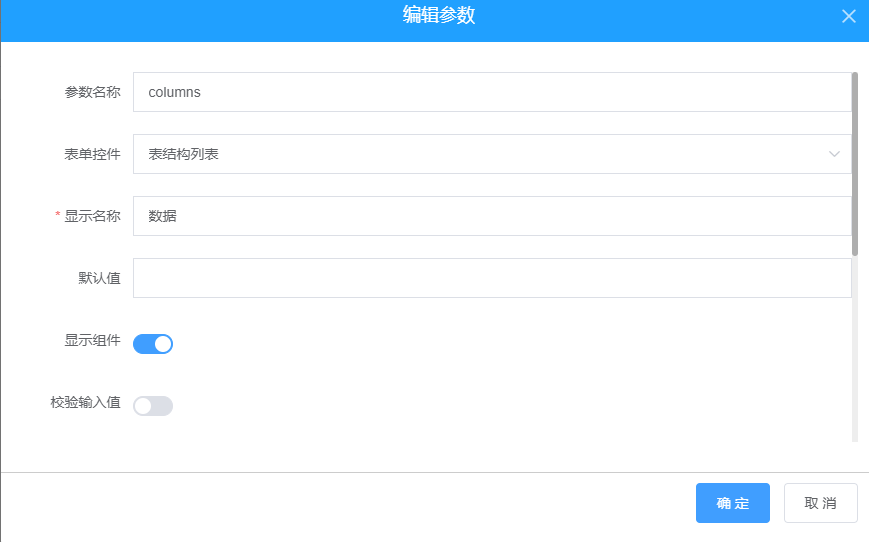 编辑参数
参数名称 columns
表单控件 表结构列表
* 显示名称 数据
默认值
显示组件
校验输入值
确 定 取 消